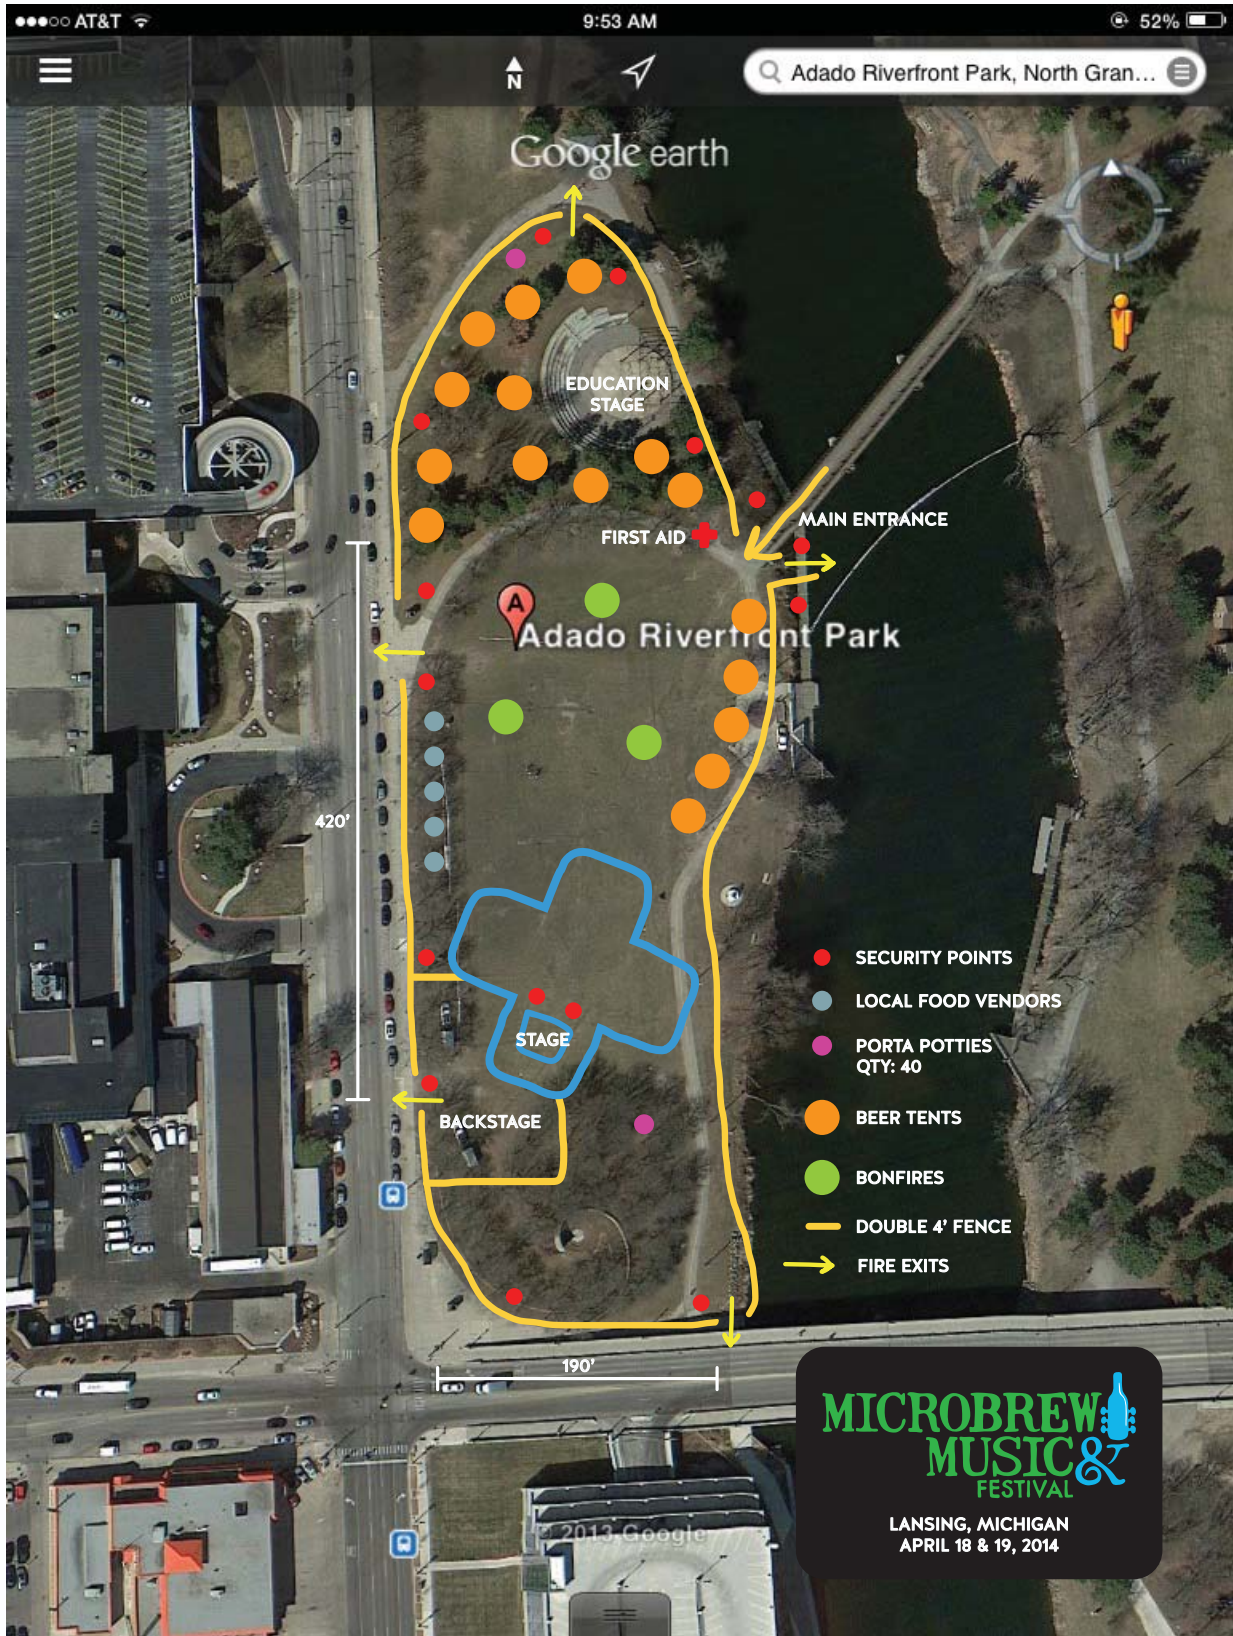 AT&T
9:53 AM
52%
N
Adado Riverfront Park, North Gran...
Google earth
EDUCATION
STAGE
MAIN ENTRANCE
FIRST AID
A
Adado Riverfront Park
420'
SECURITY POINTS
LOCAL FOOD VENDORS
STAGE
PORTA POTTIES
QTY: 40
BACKSTAGE
BEER TENTS
BONFIRES
DOUBLE 4' FENCE
FIRE EXITS
190'
MICROBREW
MUSIC &
FESTIVAL
LANSING, MICHIGAN
APRIL 18 & 19, 2014
© 2013 Google